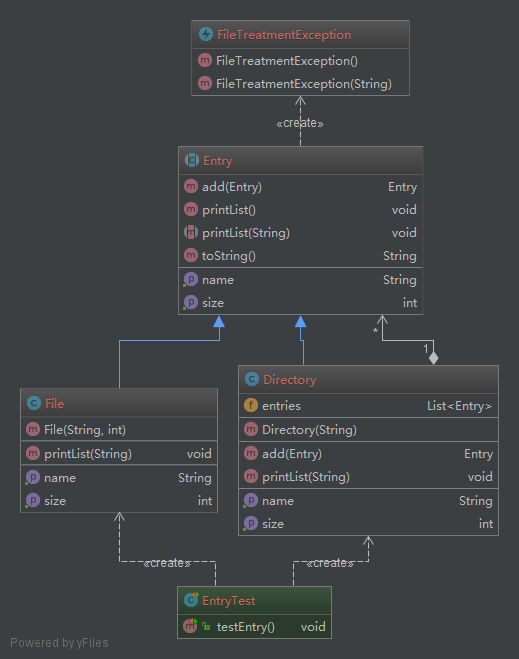 FileTreatmentException
FileTreatmentException()
FileTreatmentException(String)
«create»
Entry
add(Entry) Entry
printList() void
printList(String) void
toString() String
name String
size int
*
1
File
File(String, int)
printList(String) void
name String
size int
Directory
entries List<Entry>
Directory(String)
add(Entry) Entry
printList(String) void
name String
size int
«create»
«create»
EntryTest
testEntry() void
Powered by yFiles